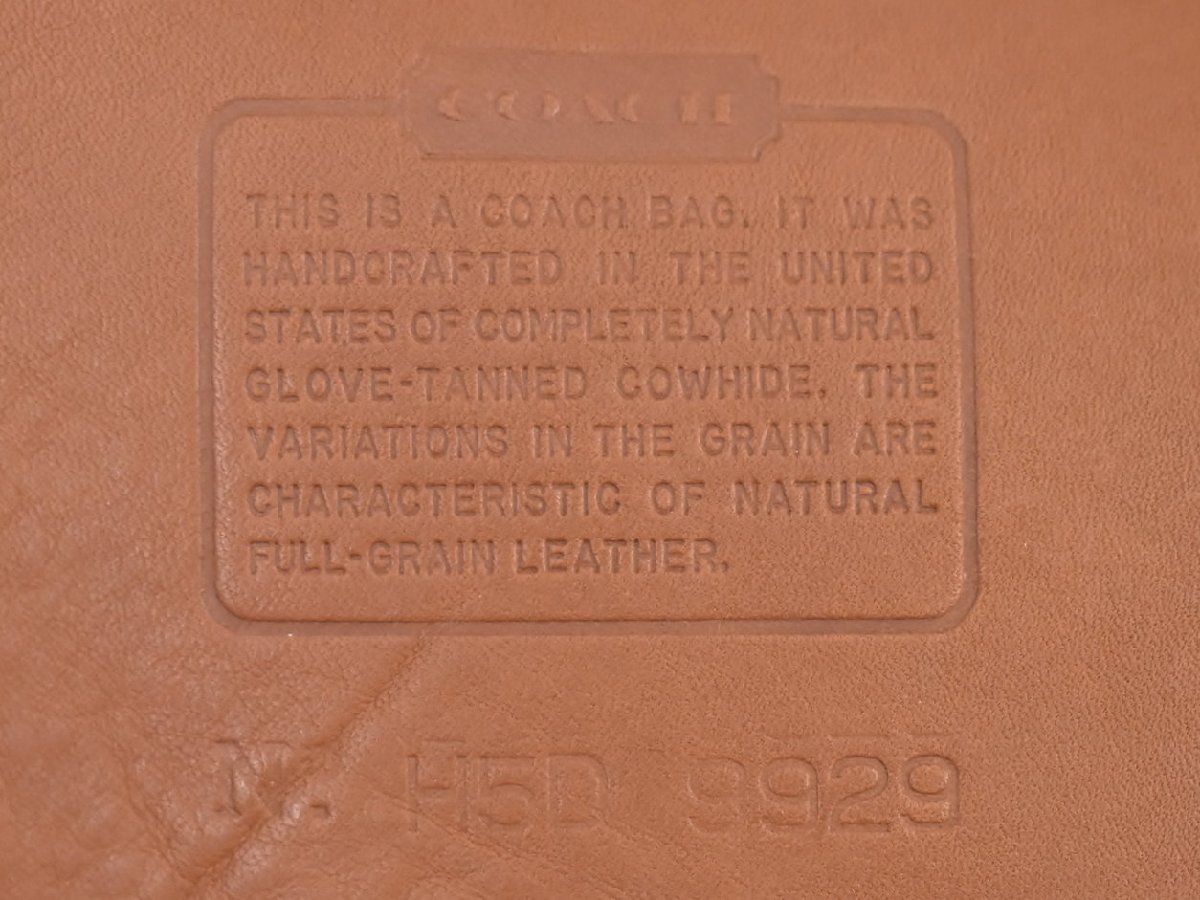 COACH
THIS IS A COACH BAG. IT WAS
HANDCRAFTED IN THE UNITED
STATES OF COMPLETELY NATURAL
GLOVE-TANNED COWHIDE. THE
VARIATIONS IN THE GRAIN ARE
CHARACTERISTIC OF NATURAL
FULL-GRAIN LEATHER.
No. H5D 9929